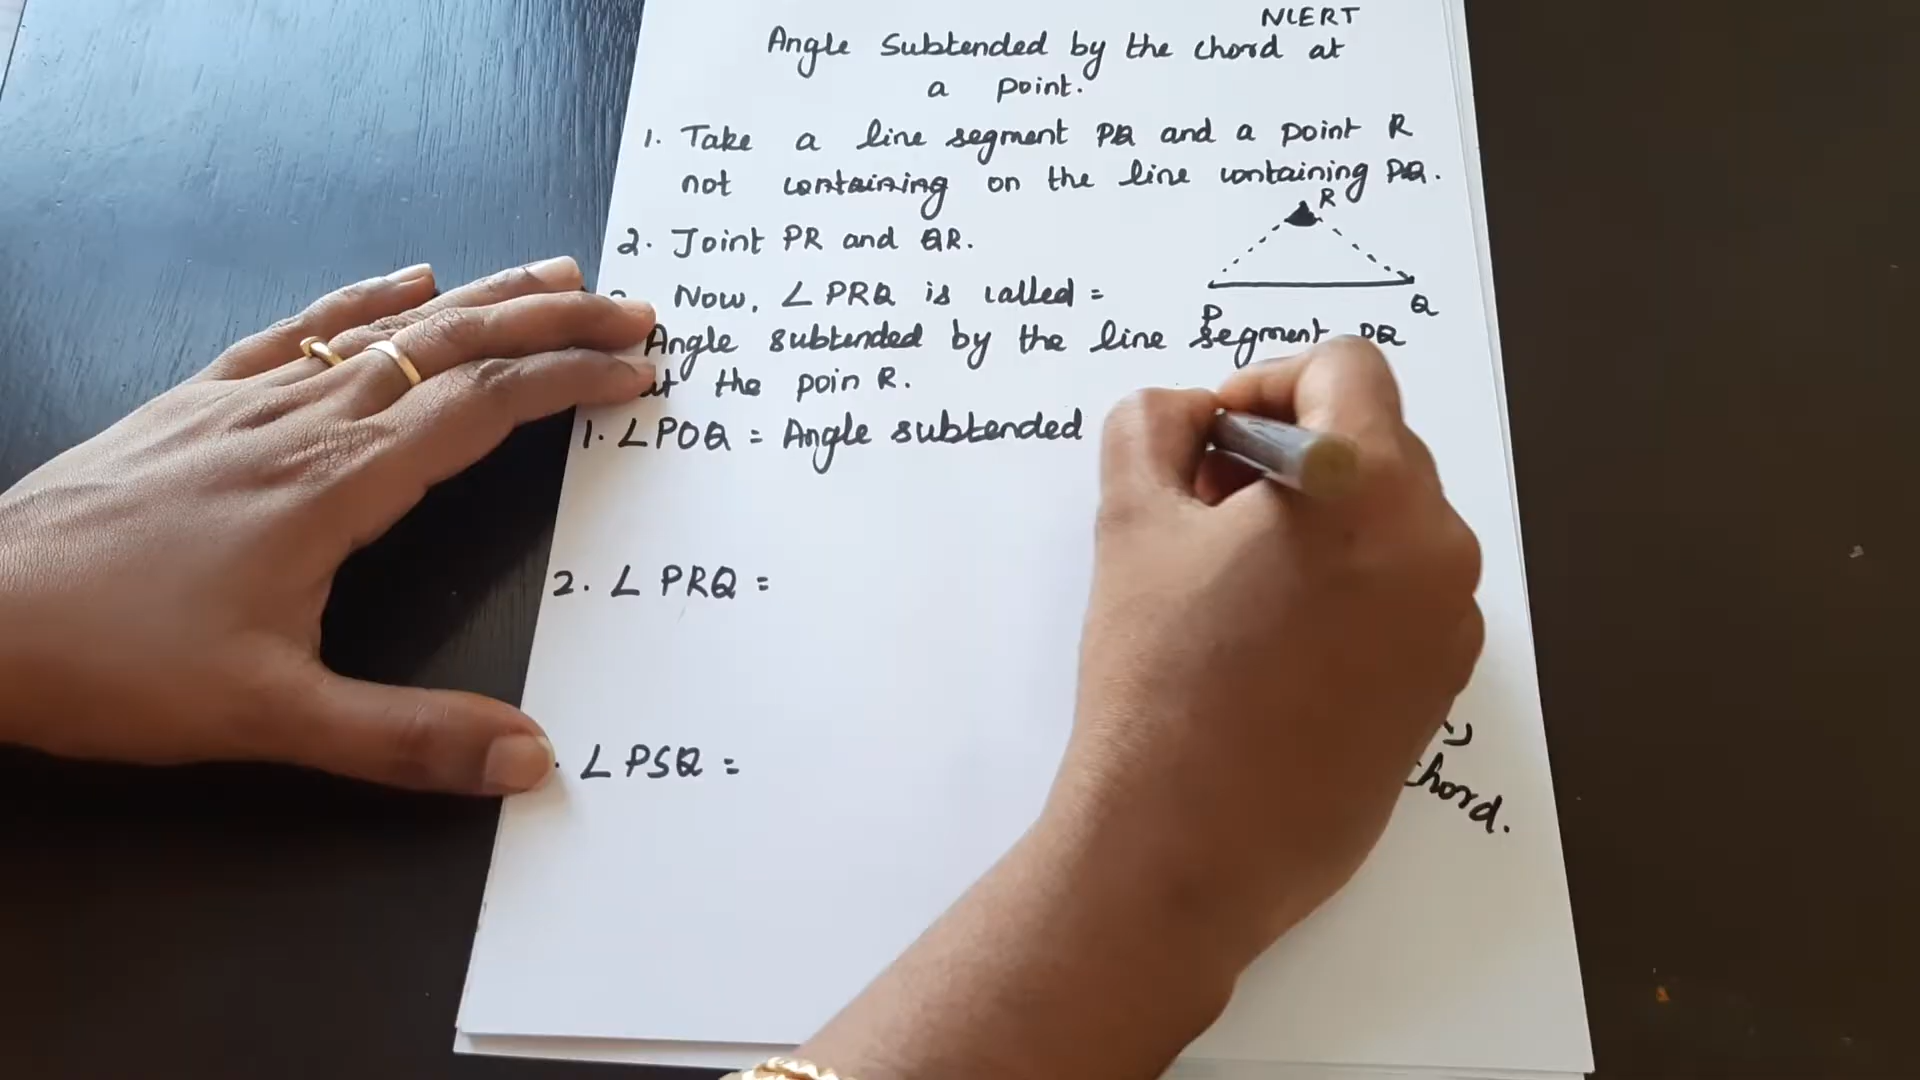 NCERT
Angle Subtended by the chord at
a point.
1. Take a line segment PQ and a point R
not containing on the line containing PQ.
2. Joint PR and QR.
R
Now, ∠ PRQ is called =
P
Q
Angle subtended by the line segment PQ
at the poin R.
1. ∠POQ = Angle subtended
2. ∠ PRQ =
∠ PSQ =
chord.